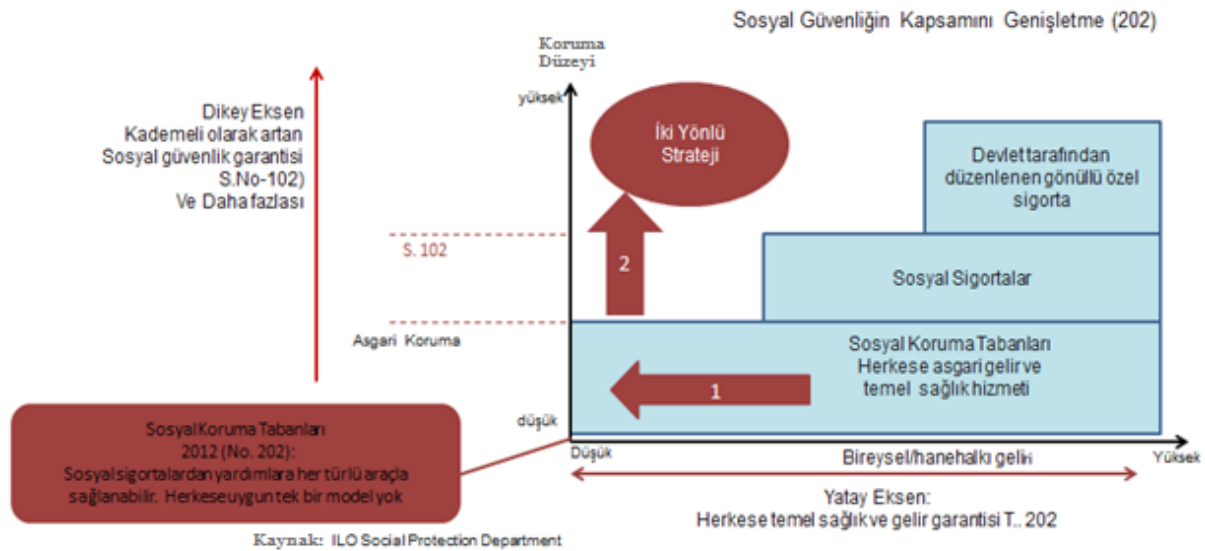 Sosyal Güvenliğin Kapsamını Genişletme (202)
Koruma
Düzeyi
yüksek
Dikey Eksen
Kademeli olarak artan
Sosyal güvenlik garantisi
S.No-102)
Ve Daha fazlası
İki Yönlü
Strateji
Devlet tarafından
düzenlenen gönüllü özel
sigorta
S. 102
2
Sosyal Sigortalar
Asgari Koruma
Sosyal Koruma Tabanları
Herkese asgari gelir ve
temel sağlık hizmeti
1
düşük
Sosyal Koruma Tabanları
2012 (No. 202):
Sosyal sigortalardan yardımlara her türlü araçla
sağlanabilir. Herkese uygun tek bir model yok
Düşük
Bireysel/hanehalkı geliri
Yüksek
Yatay Eksen:
Herkese temel sağlık ve gelir garantisi T.. 202
Kaynak: ILO Social Protection Department